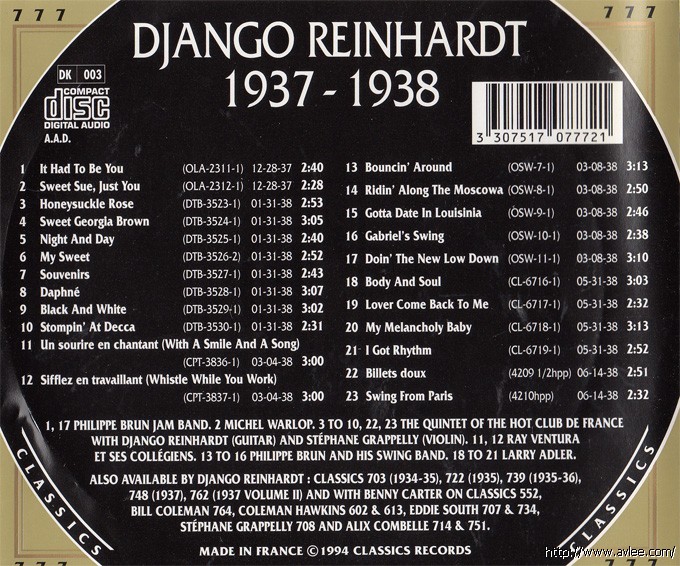 7 7 7
7 7 7
DJANGO REINHARDT
1937 - 1938
DK 003
COMPACT
disc
DIGITAL AUDIO
A.A.D.
3 307517 077721
1 It Had To Be You (OLA-2311-1) 12-28-37 2:40
2 Sweet Sue, Just You (OLA-2312-1) 12-28-37 2:28
3 Honeysuckle Rose (DTB-3523-1) 01-31-38 2:53
4 Sweet Georgia Brown (DTB-3524-1) 01-31-38 3:05
5 Night And Day (DTB-3525-1) 01-31-38 2:40
6 My Sweet (DTB-3526-2) 01-31-38 2:52
7 Souvenirs (DTB-3527-1) 01-31-38 2:43
8 Daphné (DTB-3528-1) 01-31-38 3:07
9 Black And White (DTB-3529-1) 01-31-38 3:02
10 Stompin' At Decca (DTB-3530-1) 01-31-38 2:31
11 Un sourire en chantant (With A Smile And A Song)
(CPT-3836-1) 03-04-38 3:00
12 Sifflez en travaillant (Whistle While You Work)
(CPT-3837-1) 03-04-38 3:00
13 Bouncin' Around (OSW-7-1) 03-08-38 3:13
14 Ridin' Along The Moscowa (OSW-8-1) 03-08-38 2:50
15 Gotta Date In Louisinia (OSW-9-1) 03-08-38 2:46
16 Gabriel's Swing (OSW-10-1) 03-08-38 2:38
17 Doin' The New Low Down (OSW-11-1) 03-08-38 3:10
18 Body And Soul (CL-6716-1) 05-31-38 3:03
19 Lover Come Back To Me (CL-6717-1) 05-31-38 2:32
20 My Melancholy Baby (CL-6718-1) 05-31-38 3:13
21 I Got Rhythm (CL-6719-1) 05-31-38 2:52
22 Billets doux (4209 1/2hpp) 06-14-38 2:51
23 Swing From Paris (4210hpp) 06-14-38 2:32
1, 17 PHILIPPE BRUN JAM BAND. 2 MICHEL WARLOP. 3 TO 10, 22, 23 THE QUINTET OF THE HOT CLUB DE FRANCE
WITH DJANGO REINHARDT (GUITAR) AND STÉPHANE GRAPPELLY (VIOLIN). 11, 12 RAY VENTURA
ET SES COLLÉGIENS. 13 TO 16 PHILIPPE BRUN AND HIS SWING BAND. 18 TO 21 LARRY ADLER.
ALSO AVAILABLE BY DJANGO REINHARDT : CLASSICS 703 (1934-35), 722 (1935), 739 (1935-36),
748 (1937), 762 (1937 VOLUME II) AND WITH BENNY CARTER ON CLASSICS 552,
BILL COLEMAN 764, COLEMAN HAWKINS 602 & 613, EDDIE SOUTH 707 & 734,
STÉPHANE GRAPPELLY 708 AND ALIX COMBELLE 714 & 751.
MADE IN FRANCE ©1994 CLASSICS RECORDS
CLASSICS
CLASSICS
7 7 7
7 7 7
http://www.avlee.com/